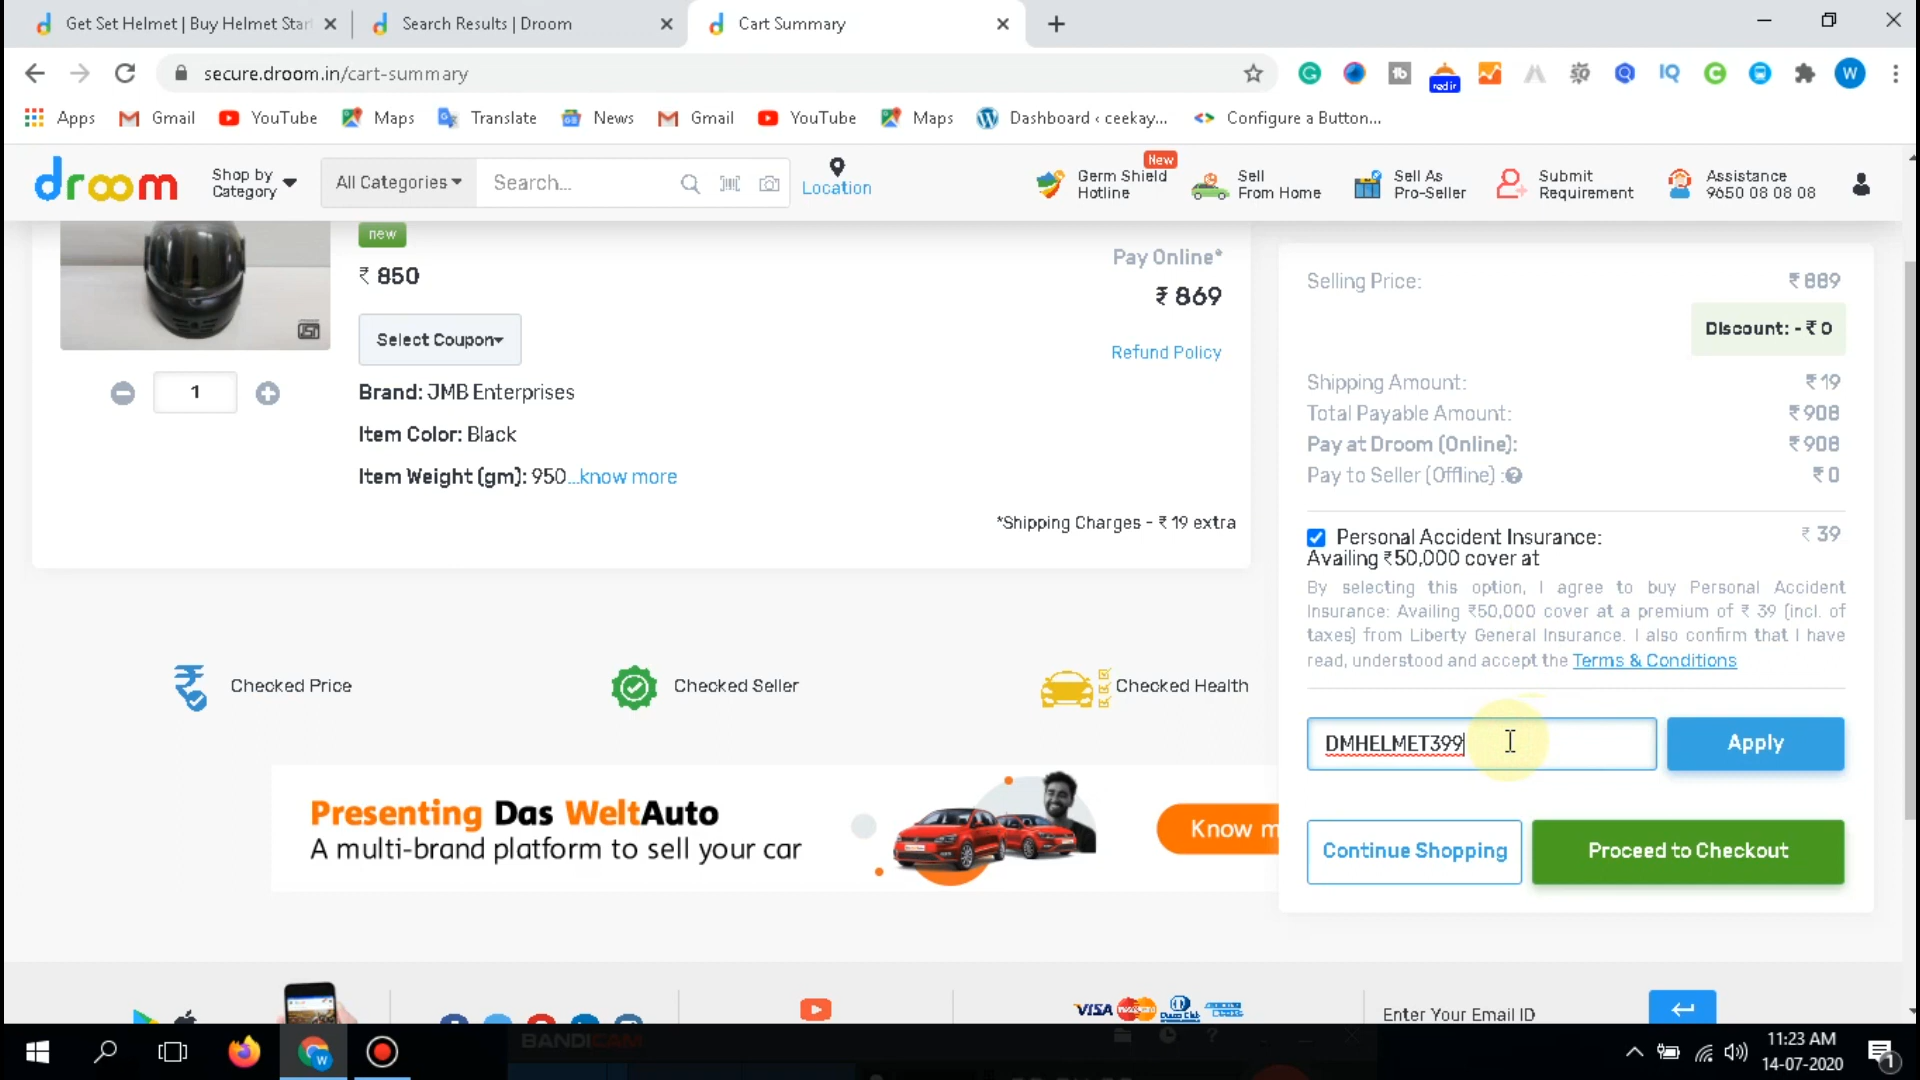 Get Set Helmet | Buy Helmet Star
Search Results | Droom
Cart Summary
secure.droom.in/cart-summary
W
Apps
Gmail
YouTube
Maps
Translate
News
Gmail
YouTube
Maps
Dashboard ‹ ceekay...
Configure a Button...
droom
Shop by
Category
All Categories
Search...
Location
New
Germ Shield
Hotline
Sell
From Home
Sell As
Pro-Seller
Submit
Requirement
Assistance
9650 08 08 08
new
₹ 850
Select Coupon
1
Brand: JMB Enterprises
Item Color: Black
Item Weight (gm): 950...know more
Pay Online*
₹ 869
Refund Policy
*Shipping Charges - ₹ 19 extra
Selling Price: ₹ 889
Discount: - ₹ 0
Shipping Amount: ₹ 19
Total Payable Amount: ₹ 908
Pay at Droom (Online): ₹ 908
Pay to Seller (Offline) : ₹ 0
Personal Accident Insurance: ₹ 39
Availing ₹50,000 cover at
By selecting this option, I agree to buy Personal Accident
Insurance: Availing ₹50,000 cover at a premium of ₹ 39 (incl. of
taxes) from Liberty General Insurance. I also confirm that I have
read, understood and accept the Terms & Conditions
DMHELMET399
Apply
Continue Shopping
Proceed to Checkout
Checked Price
Checked Seller
Checked Health
Presenting Das WeltAuto
A multi-brand platform to sell your car
Know m
VISA
Enter Your Email ID
BANDICAM
11:23 AM
14-07-2020
1